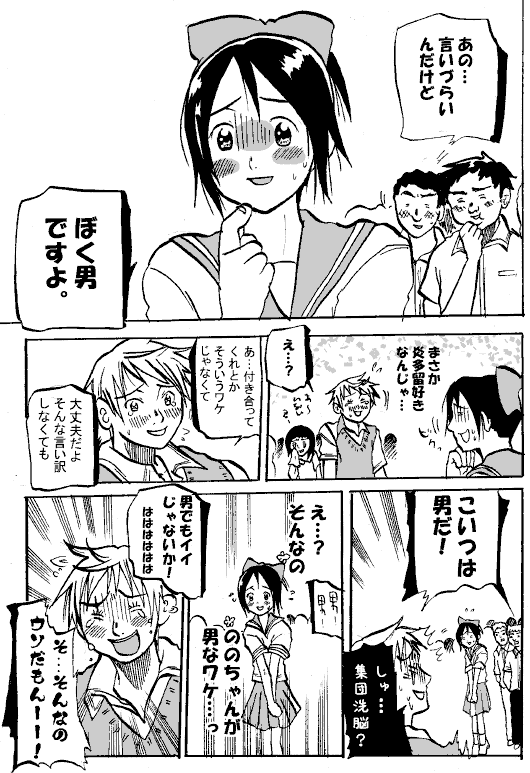 あの…
言いづらい
んだけど
ぼく男
ですよ。
まさか
炎多留好き
なんじゃ…
え…？
あ…付き合って
くれとか
そういうワケ
じゃなくて
大丈夫だよ
そんな言い訳
しなくても
こいつは
男だ！
しゅ…
集団洗脳？
え…？
そんなの
男
男
ののちゃんが
男なワケ…っ
男でもイイ
じゃないか！
はははははは
そ…そんなの
ウソだもんーー！